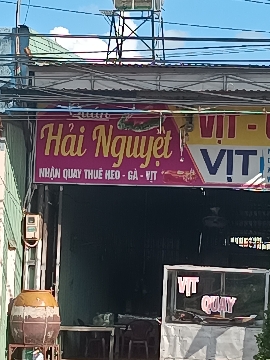 Quán
Hải Nguyệt
NHẬN QUAY THUÊ HEO - GÀ - VỊT
VỊT -
VỊT
VỊT
QUAY